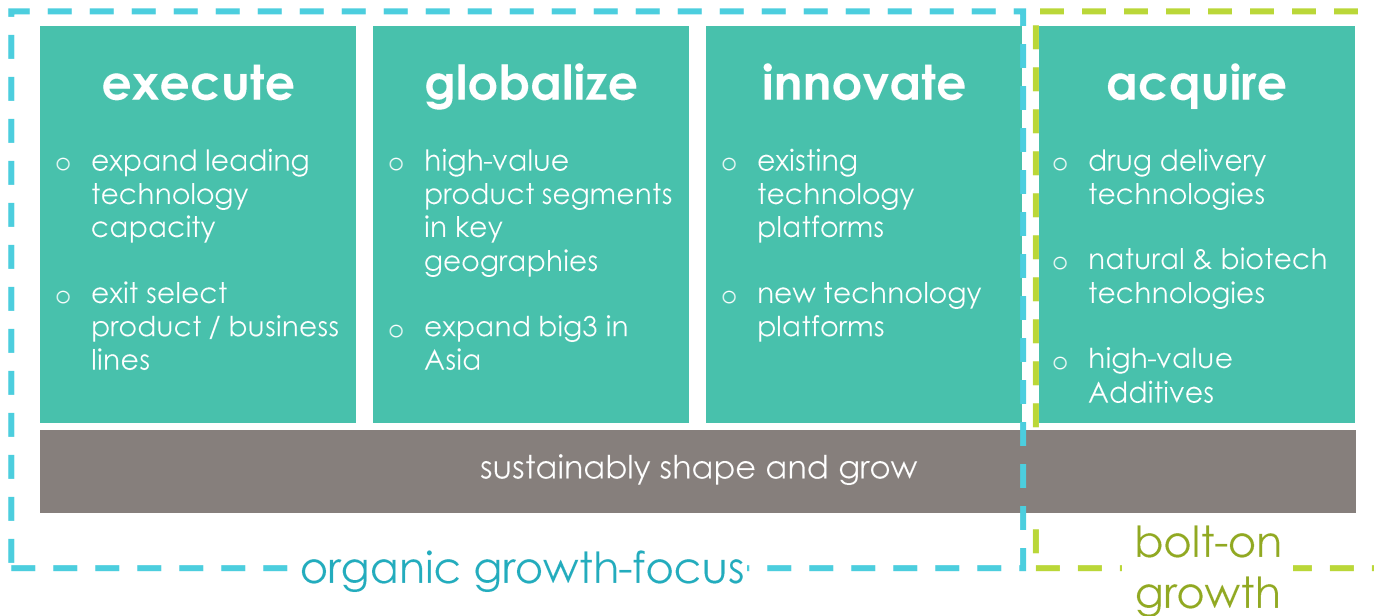 execute
expand leading
technology
capacity
exit select
product / business
lines
globalize
high-value
product segments
in key
geographies
expand big3 in
Asia
innovate
existing
technology
platforms
new technology
platforms
acquire
drug delivery
technologies
natural & biotech
technologies
high-value
Additives
sustainably shape and grow
organic growth-focus
bolt-on
growth